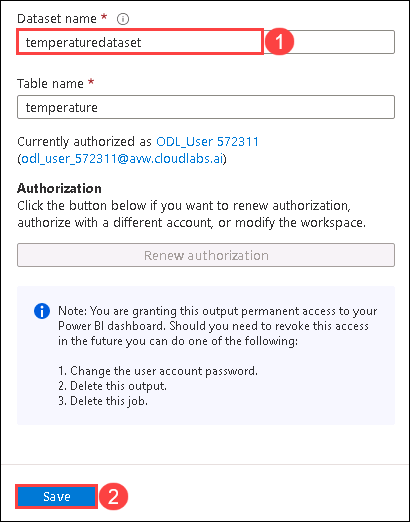 Dataset name *
temperaturedataset
1
Table name *
temperature
Currently authorized as ODL_User 572311
(odl_user_572311@avw.cloudlabs.ai)
Authorization
Click the button below if you want to renew authorization,
authorize with a different account, or modify the workspace.
Renew authorization
Note: You are granting this output permanent access to your
Power BI dashboard. Should you need to revoke this access
in the future you can do one of the following:
1. Change the user account password.
2. Delete this output.
3. Delete this job.
Save
2